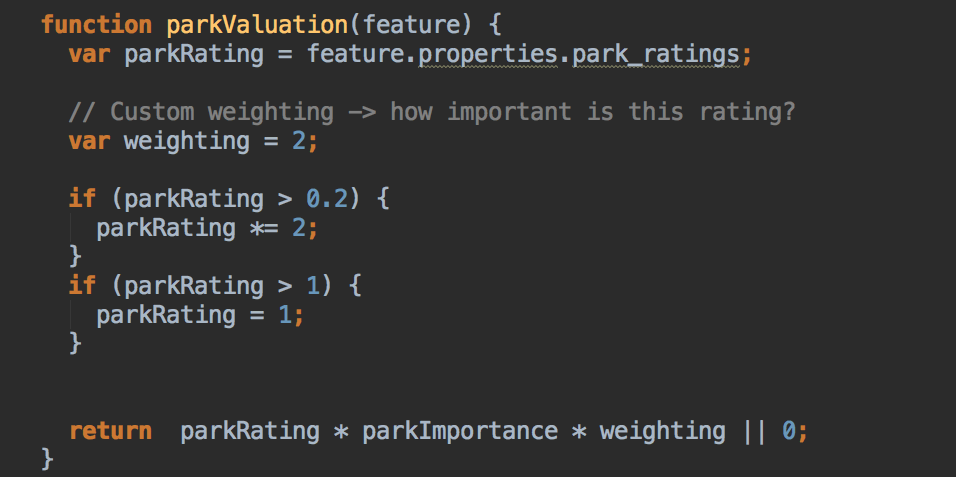 function parkValuation(feature) {
  var parkRating = feature.properties.park_ratings;
  // Custom weighting —> how important is this rating?
  var weighting = 2;
  if (parkRating > 0.2) {
    parkRating *= 2;
  }
  if (parkRating > 1) {
    parkRating = 1;
  }
  return  parkRating * parkImportance * weighting || 0;
}